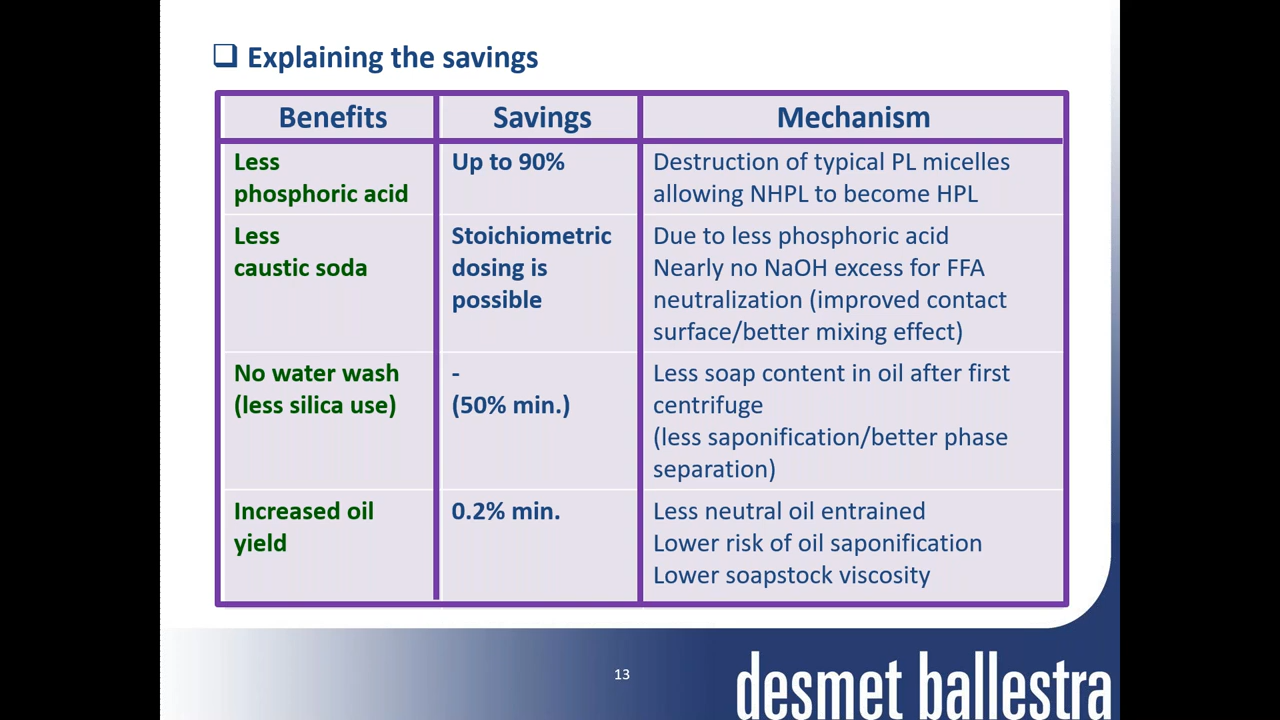 Explaining the savings
Benefits Savings Mechanism
Less
phosphoric acid
Up to 90%
Destruction of typical PL micelles
allowing NHPL to become HPL
Less
caustic soda
Stoichiometric
dosing is
possible
Due to less phosphoric acid
Nearly no NaOH excess for FFA
neutralization (improved contact
surface/better mixing effect)
No water wash
(less silica use)
-
(50% min.)
Less soap content in oil after first
centrifuge
(less saponification/better phase
separation)
Increased oil
yield
0.2% min.
Less neutral oil entrained
Lower risk of oil saponification
Lower soapstock viscosity
13
desmet ballestra